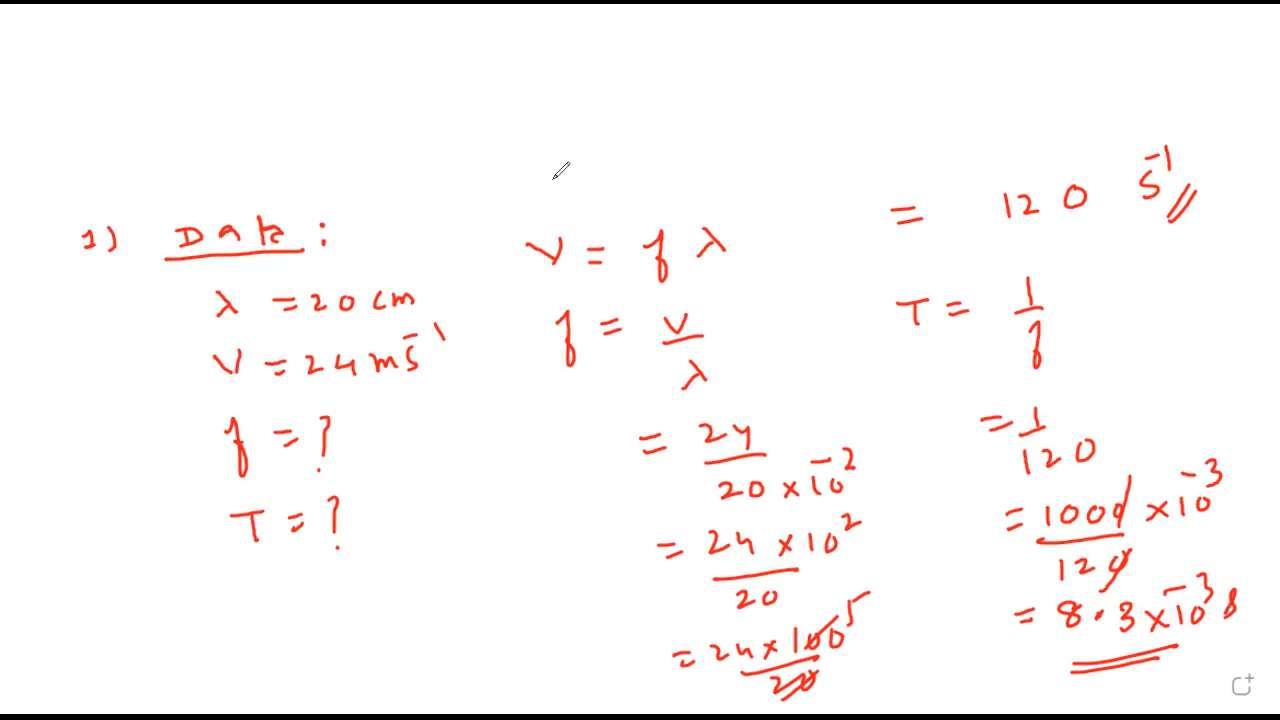 1) Data :
λ = 20 cm
V = 24 ms⁻¹
f = ?
T = ?
V = f λ
f = V/λ
= 24/20 × 10⁻²
= 24 × 10²/20
= 24 × 100 5/20
= 120 s⁻¹
T = 1/f
= 1/120
= 1000/120 × 10⁻³
= 8.3 × 10⁻³ s